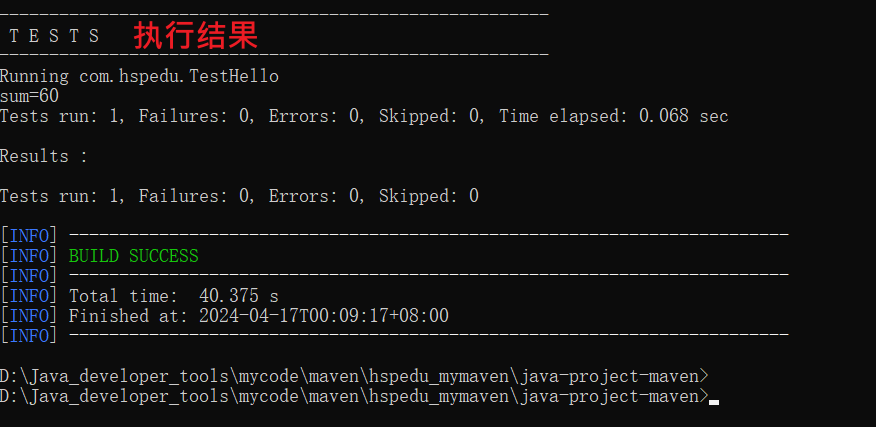 -------------------------------------------------------
T E S T S 执行结果
-------------------------------------------------------
Running com.hspedu.TestHello
sum=60
Tests run: 1, Failures: 0, Errors: 0, Skipped: 0, Time elapsed: 0.068 sec
Results :
Tests run: 1, Failures: 0, Errors: 0, Skipped: 0
[INFO] ------------------------------------------------------------------------
[INFO] BUILD SUCCESS
[INFO] ------------------------------------------------------------------------
[INFO] Total time:  40.375 s
[INFO] Finished at: 2024-04-17T00:09:17+08:00
[INFO] ------------------------------------------------------------------------
D:\Java_developer_tools\mycode\maven\hspedu_mymaven\java-project-maven>
D:\Java_developer_tools\mycode\maven\hspedu_mymaven\java-project-maven>